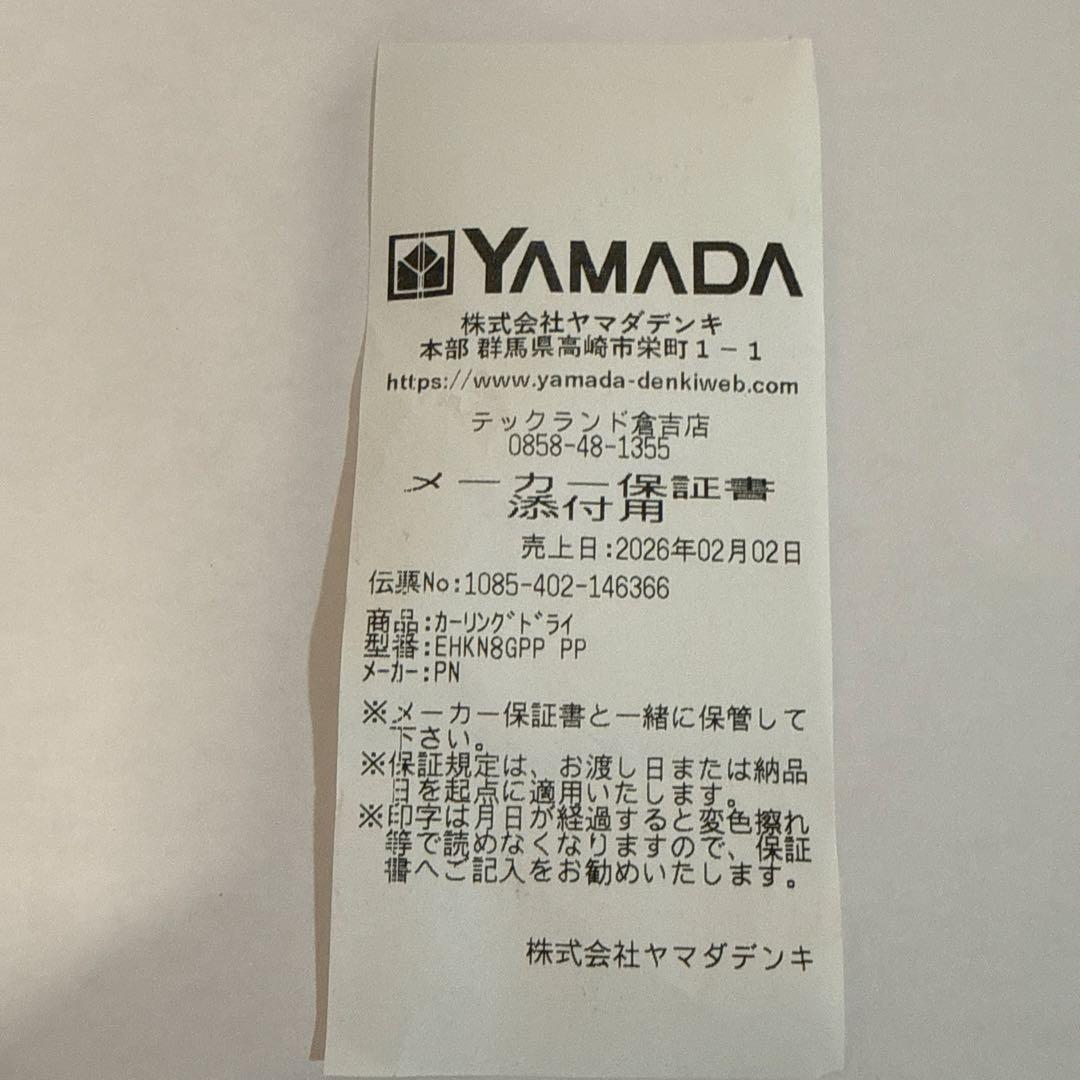 YAMADA
株式会社ヤマダデンキ
本部 群馬県高崎市栄町1-1
https://www.yamada-denkiweb.com
テックランド倉吉店
0858-48-1355
メーカー保証書
添付用
売上日:2026年02月02日
伝票No:1085-402-146366
商品:ｶｰﾘﾝｸﾞﾄﾞﾗｲ
型番:EHKN8GPP PP
ﾒｰｶｰ:PN
※メーカー保証書と一緒に保管して
下さい。
※保証規定は、お渡し日または納品
日を起点に適用いたします。
※印字は月日が経過すると変色擦れ
等で読めなくなりますので、保証
書へご記入をお勧めいたします。
株式会社ヤマダデンキ